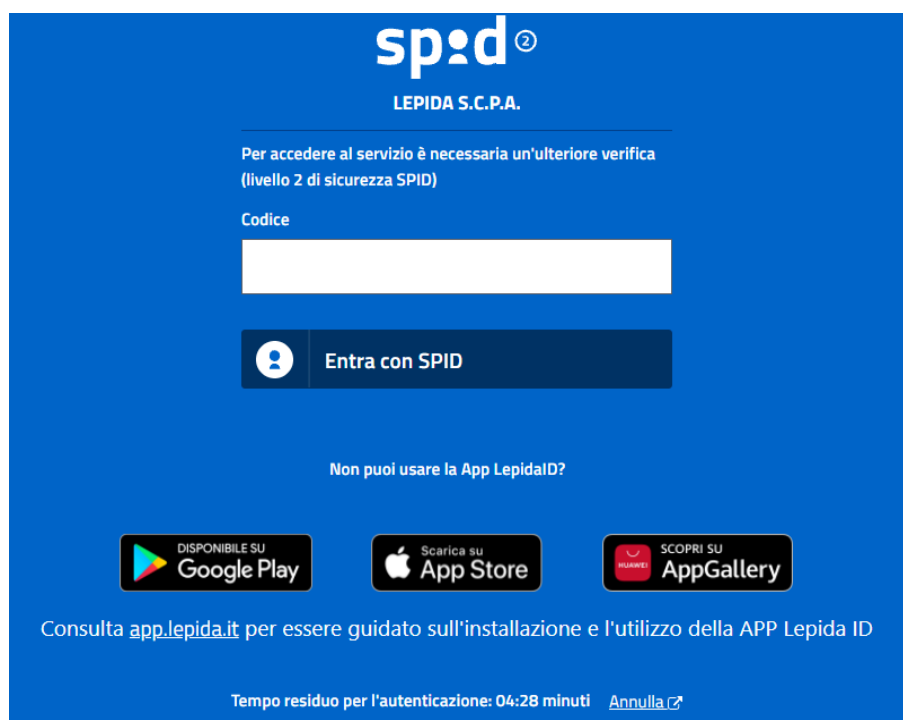 spid 2
LEPIDA S.C.P.A.
Per accedere al servizio è necessaria un'ulteriore verifica
(livello 2 di sicurezza SPID)
Codice
Entra con SPID
Non puoi usare la App LepidaID?
DISPONIBILE SU
Google Play
Scarica su
App Store
HUAWEI
SCOPRI SU
AppGallery
Consulta app.lepida.it per essere guidato sull'installazione e l'utilizzo della APP Lepida ID
Tempo residuo per l'autenticazione: 04:28 minuti Annulla